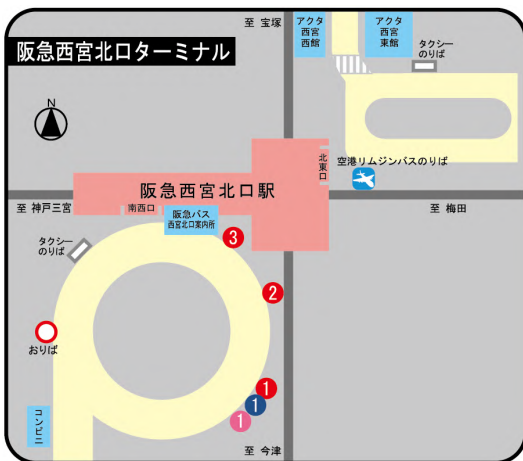 至 宝塚
アクタ
西宮
西館
アクタ
西宮
東館
阪急西宮北口ターミナル
タクシー
のりば
N
北東口
空港リムジンバスのりば
阪急西宮北口駅
至 神戸三宮
南西口
阪急バス
西宮北口案内所
至 梅田
タクシー
のりば
3
2
おりば
1
1
1
コンビニ
至 今津